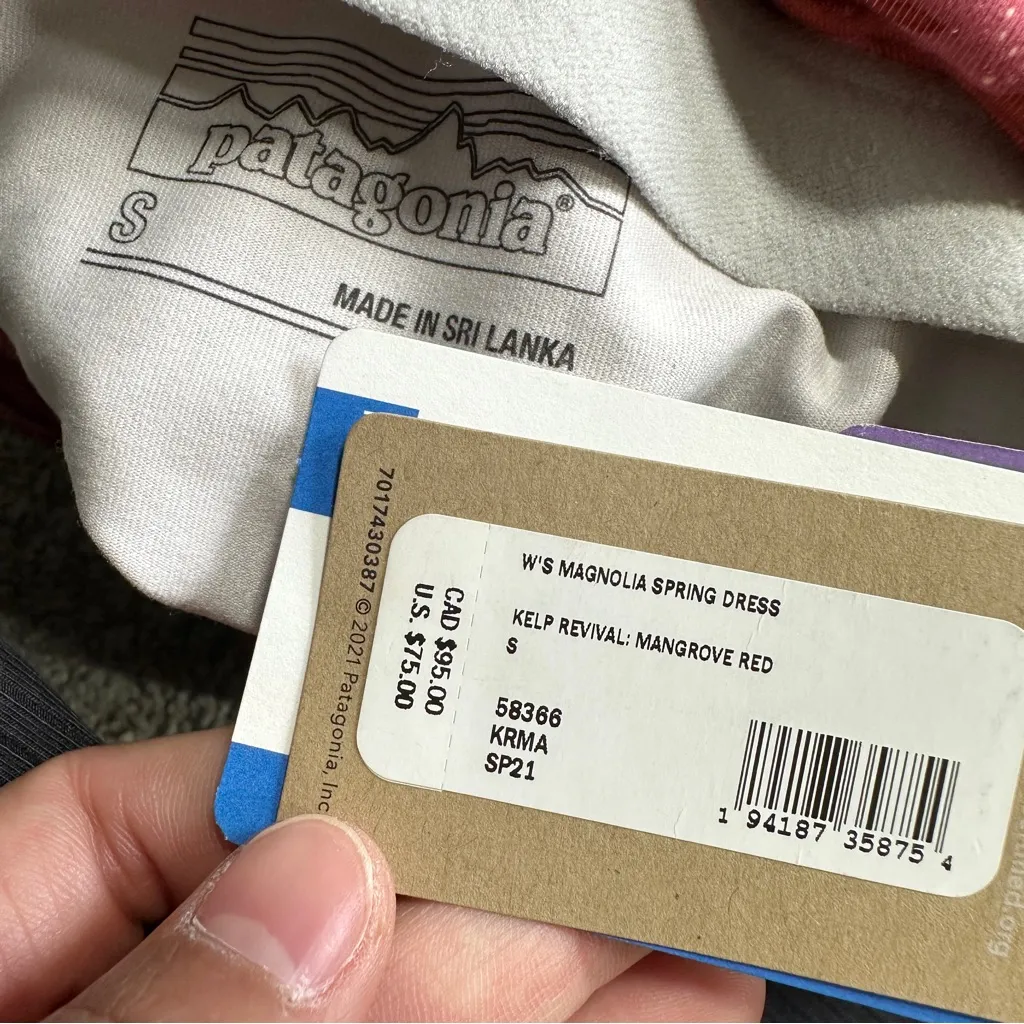 patagonia®
S
MADE IN SRI LANKA
7017430387 © 2021 Patagonia, Inc
CAD $95.00
U.S. $75.00
W'S MAGNOLIA SPRING DRESS
KELP REVIVAL: MANGROVE RED
S
58366
KRMA
SP21
1 94187 35875 4